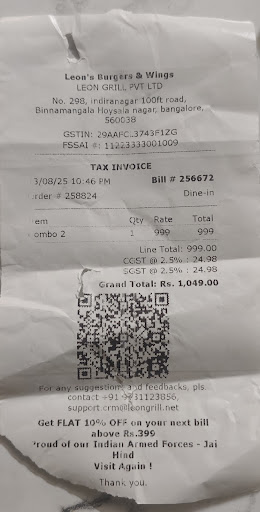 Leon's Burgers & Wings
LEON GRILL PVT LTD
No. 298, indiranagar 100ft road,
Binnamangala Hoysala nagar, bangalore,
560038
GSTIN: 29AAFC
FSSAI #: 11223333001009
TAX INVOICE
3/08/25 10:46 PM Bill # 256672
rder # 258824 Dine-in
em Qty Rate Total
ombo 2 1 999 999
Line Total: 999.00
CGST @ 2.5% : 24.98
SGST @ 2.5% : 24.98
Grand Total: Rs. 1,049.00
For any suggestions and feedbacks, pls.
contact +91
support.crm@leongrill.net
Get FLAT 10% OFF on your next bill
above Rs.399
roud of our Indian Armed Forces - Jai
Hind
Visit Again !
Thank you.